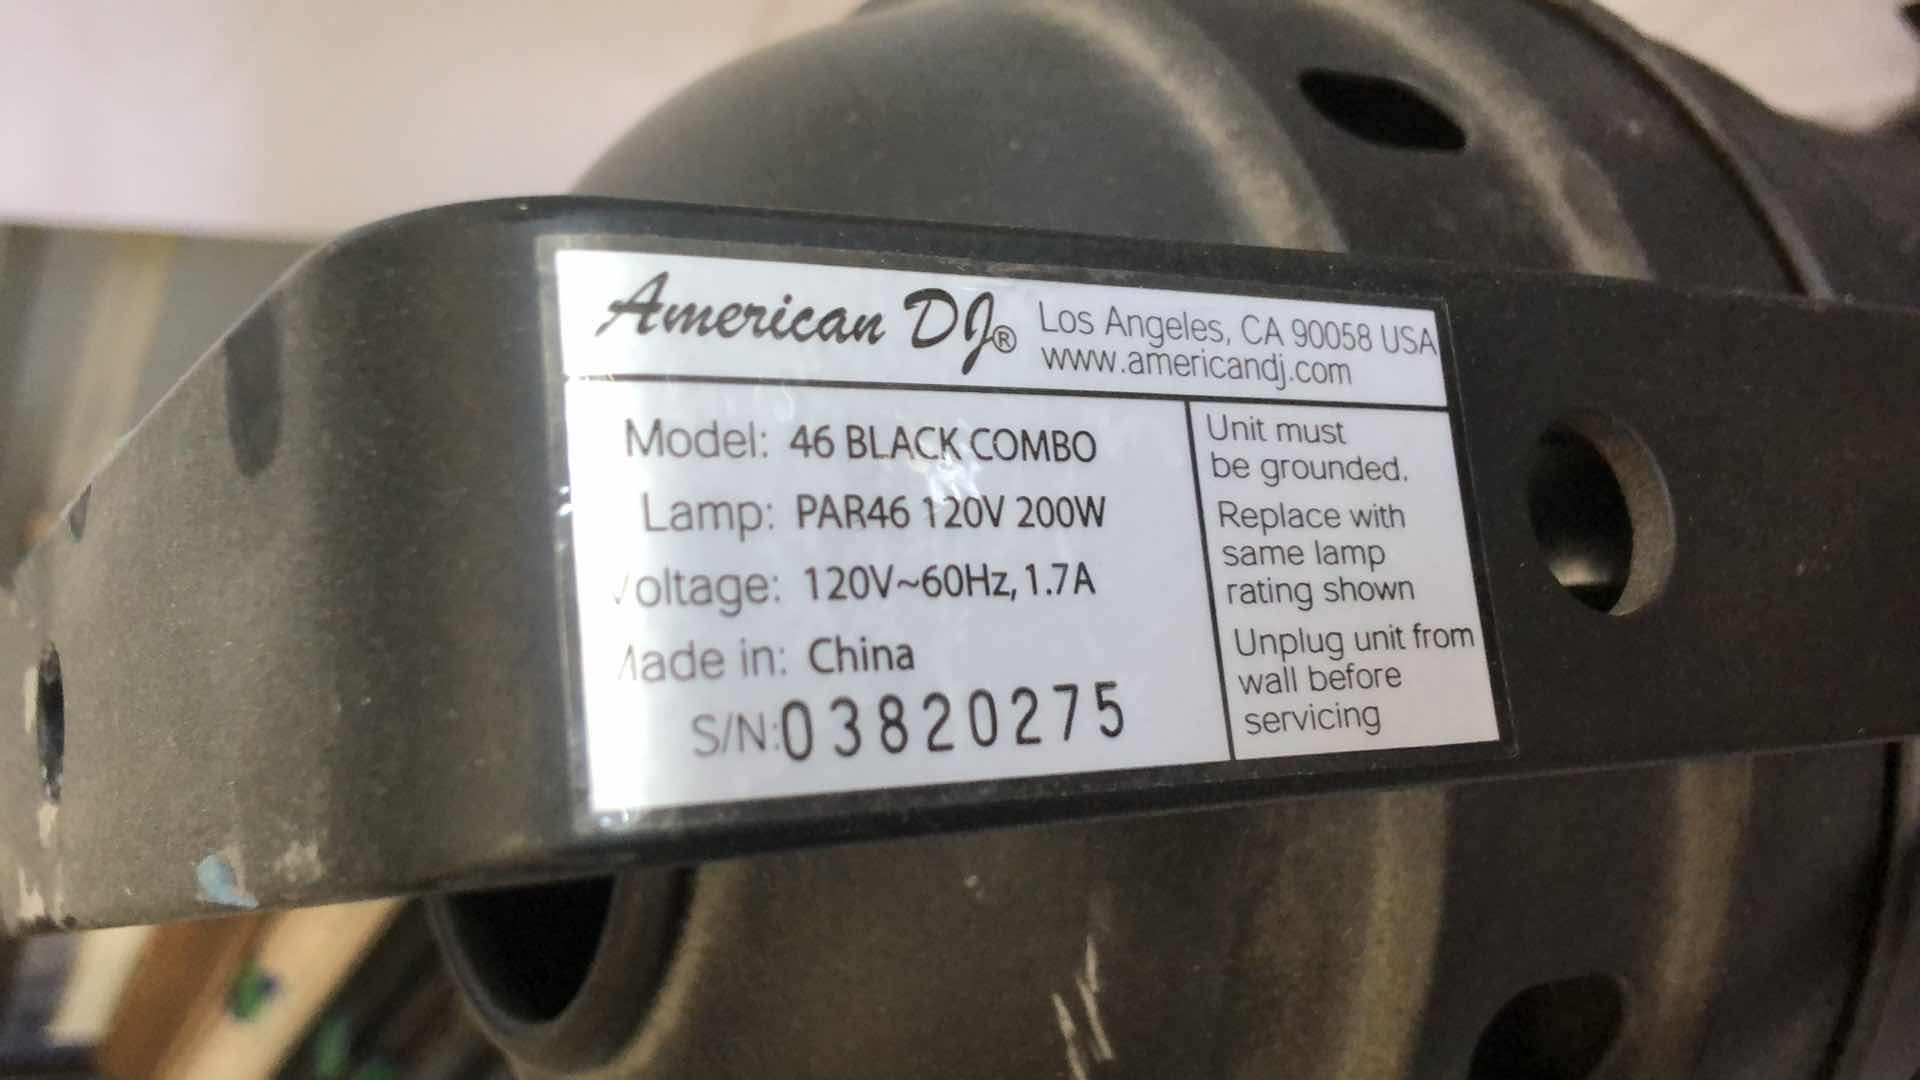 American DJ® Los Angeles, CA 90058 USA
www.americandj.com
Model: 46 BLACK COMBO
Lamp: PAR46 120V 200W
Voltage: 120V~60Hz, 1.7A
Made in: China
S/N:03820275
Unit must
be grounded.
Replace with
same lamp
rating shown
Unplug unit from
wall before
servicing